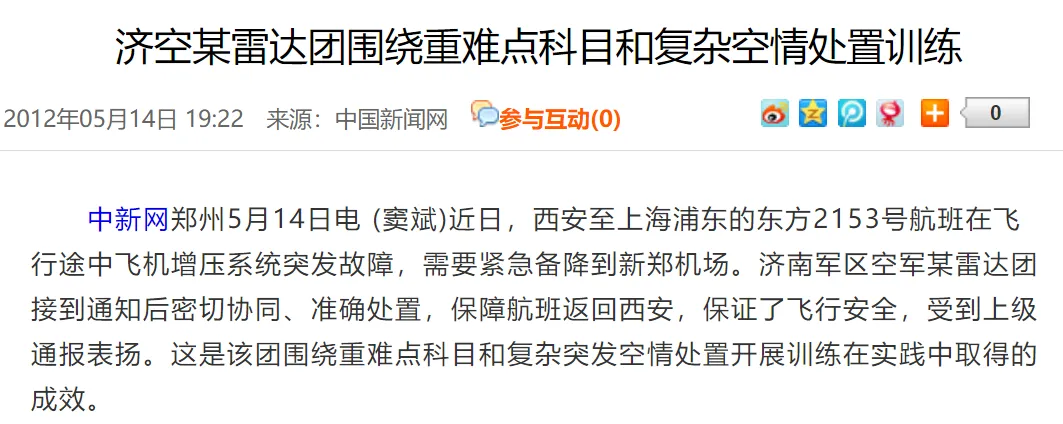 济空某雷达团围绕重难点科目和复杂空情处置训练
2012年05月14日 19:22 来源：中国新闻网 参与互动(0) 0
中新网郑州5月14日电 (窦斌)近日，西安至上海浦东的东方2153号航班在飞
行途中飞机增压系统突发故障，需要紧急备降到新郑机场。济南军区空军某雷达团
接到通知后密切协同、准确处置，保障航班返回西安，保证了飞行安全，受到上级
通报表扬。这是该团围绕重难点科目和复杂突发空情处置开展训练在实践中取得的
成效。